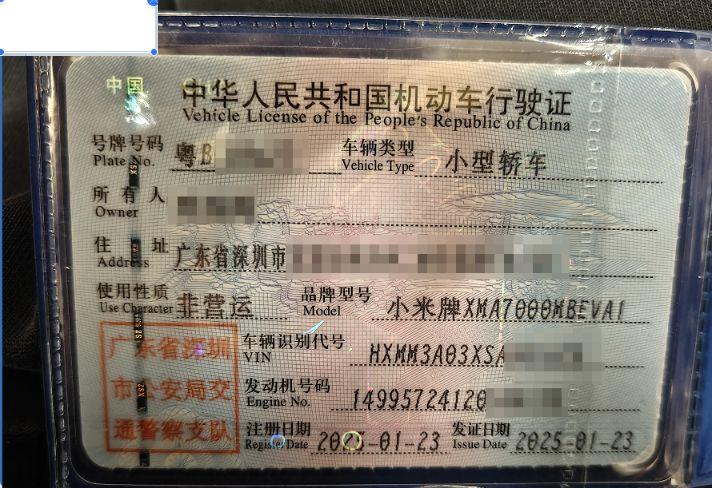 中国
中华人民共和国机动车行驶证
Vehicle License of the People's Republic of China
号牌号码 粤B 车辆类型 小型轿车
Plate No. Vehicle Type
所有人
Owner
住址 广东省深圳市
Address
使用性质 非营运 品牌型号 小米牌XMA7000MBEVA1
Use Character Model
广东省深圳
市公安局交
通警察支队
车辆识别代号 HXMM3A03XSA
VIN
发动机号码 14995724120
Engine No.
注册日期 2025-01-23 发证日期 2025-01-23
Register Date Issue Date